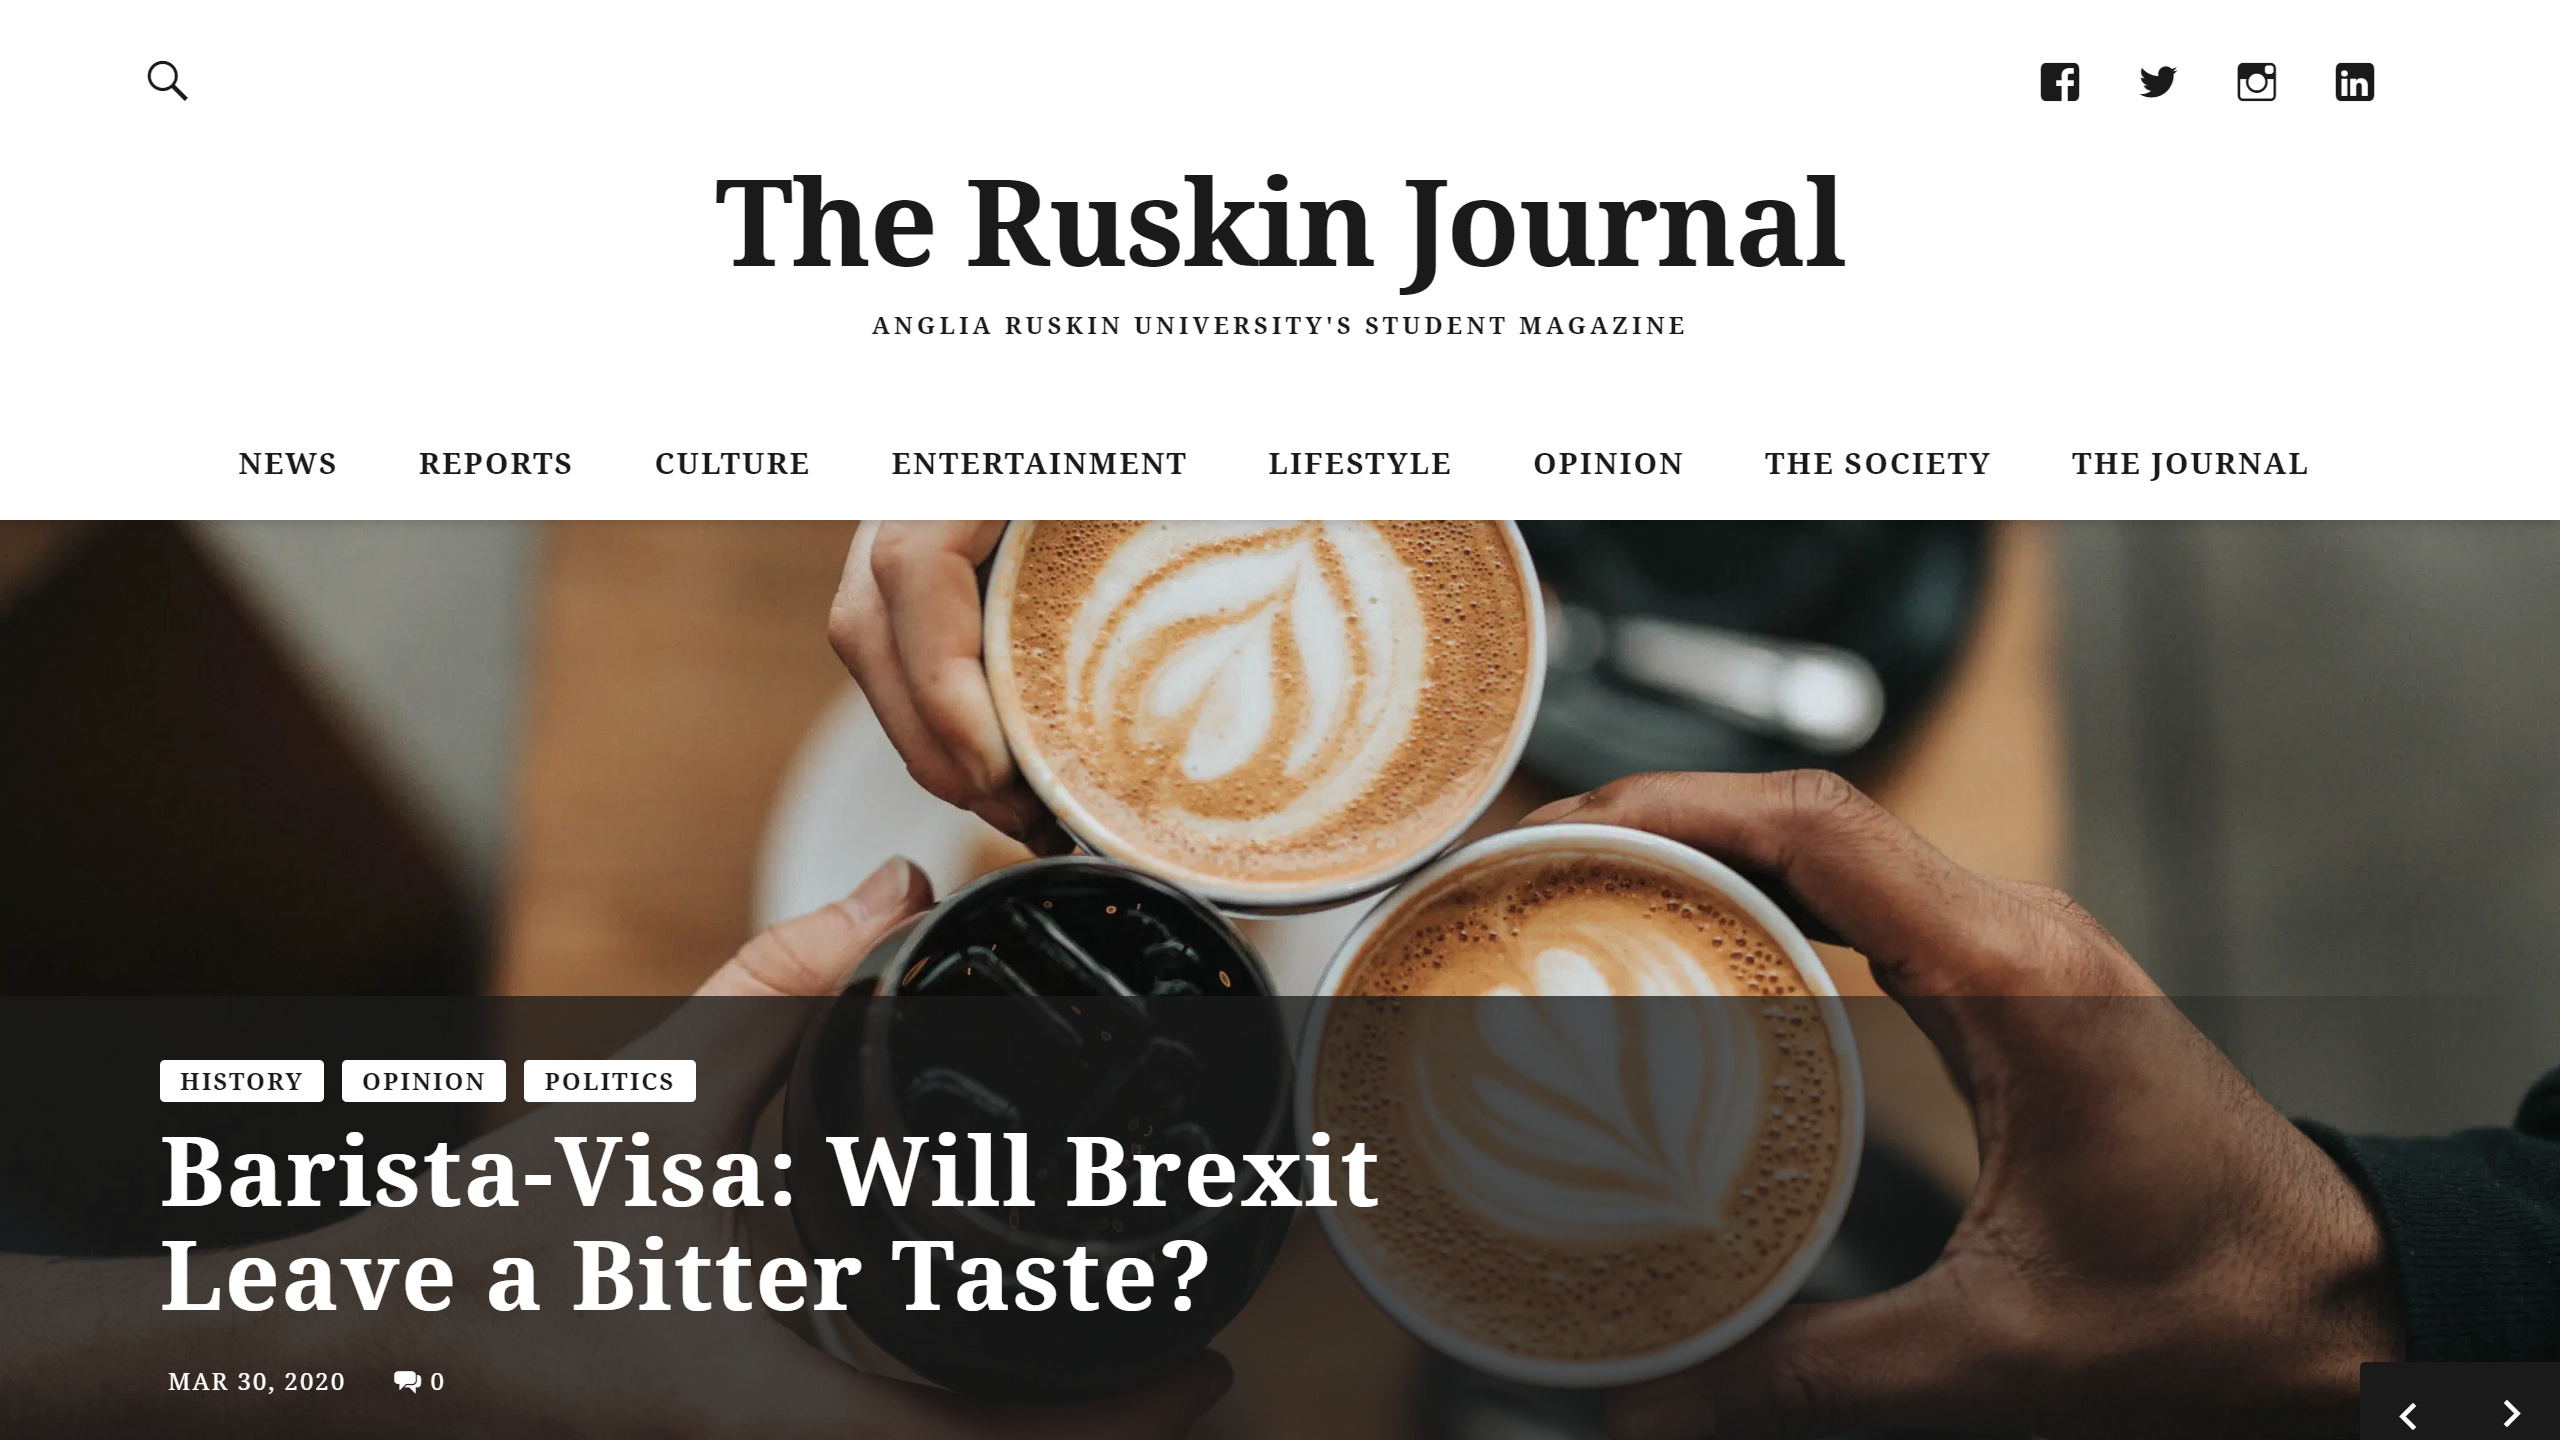 The Ruskin Journal
ANGLIA RUSKIN UNIVERSITY'S STUDENT MAGAZINE
NEWS REPORTS CULTURE ENTERTAINMENT LIFESTYLE OPINION THE SOCIETY THE JOURNAL
HISTORY OPINION POLITICS
Barista-Visa: Will Brexit
Leave a Bitter Taste?
MAR 30, 2020 0